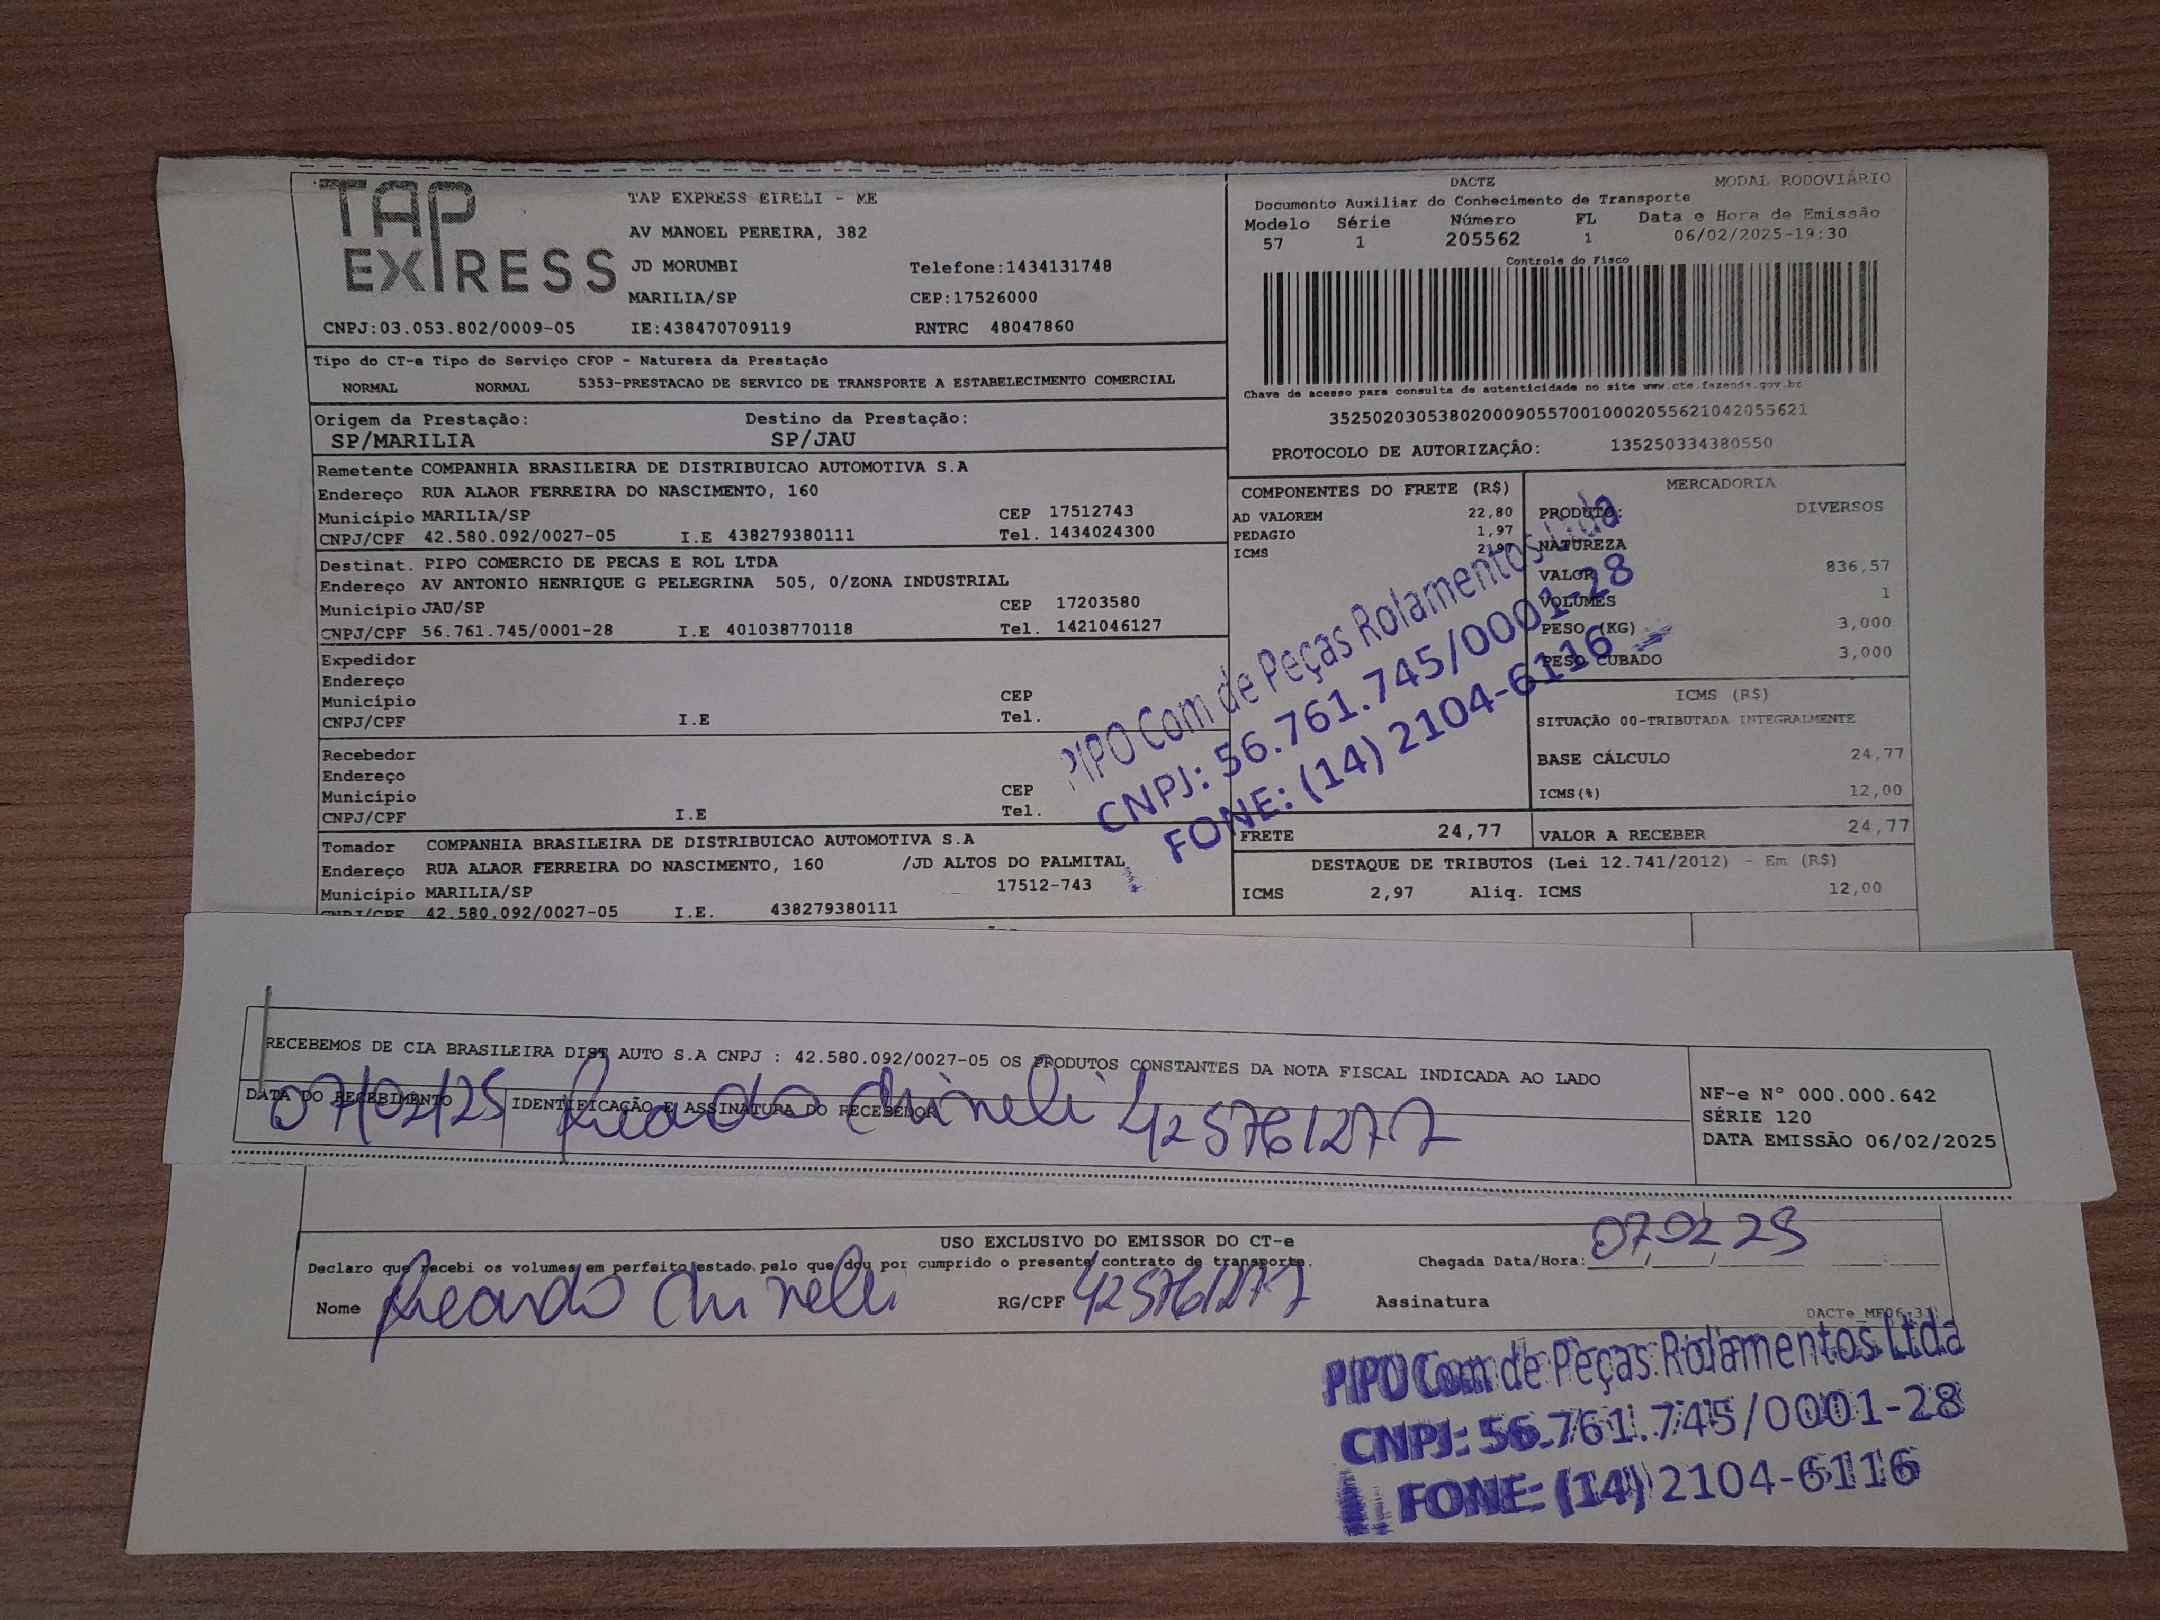 TAP EXPRESS
TAP EXPRESS EIRELI - ME
AV MANOEL PEREIRA, 382
JD MORUMBI Telefone:1434131748
MARILIA/SP CEP:17526000
CNPJ:03.053.802/0009-05 IE:438470709119 RNTRC 48047860
DACTE MODAL RODOVIÁRIO
Documento Auxiliar do Conhecimento de Transporte
Modelo Série Número FL Data e Hora de Emissão
57 1 205562 1 06/02/2025-19:30
Controle do Fisco
Chave de acesso para consulta de autenticidade no site www.cte.fazenda.gov.br
35250203053802000905570010002055621042055621
PROTOCOLO DE AUTORIZAÇÃO: 135250334380550
Tipo do CT-e Tipo do Serviço CFOP - Natureza da Prestação
NORMAL NORMAL 5353-PRESTACAO DE SERVICO DE TRANSPORTE A ESTABELECIMENTO COMERCIAL
Origem da Prestação: Destino da Prestação:
SP/MARILIA SP/JAU
Remetente COMPANHIA BRASILEIRA DE DISTRIBUICAO AUTOMOTIVA S.A
Endereço RUA ALAOR FERREIRA DO NASCIMENTO, 160
Município MARILIA/SP CEP 17512743
CNPJ/CPF 42.580.092/0027-05 I.E 438279380111 Tel. 1434024300
Destinat. PIPO COMERCIO DE PECAS E ROL LTDA
Endereço AV ANTONIO HENRIQUE G PELEGRINA 505, 0/ZONA INDUSTRIAL
Município JAU/SP CEP 17203580
CNPJ/CPF 56.761.745/0001-28 I.E 401038770118 Tel. 1421046127
Expedidor
Endereço
Município CEP
CNPJ/CPF I.E Tel.
Recebedor
Endereço
Município CEP
CNPJ/CPF I.E Tel.
Tomador COMPANHIA BRASILEIRA DE DISTRIBUICAO AUTOMOTIVA S.A
Endereço RUA ALAOR FERREIRA DO NASCIMENTO, 160 /JD ALTOS DO PALMITAL
Município MARILIA/SP 17512-743
CNPJ/CPF 42.580.092/0027-05 I.E. 438279380111
COMPONENTES DO FRETE (R$)
AD VALOREM 22,80
PEDAGIO 1,97
ICMS 2,97
MERCADORIA
PRODUTO: DIVERSOS
NATUREZA
VALOR 836,57
VOLUMES 1
PESO (KG) 3,000
PESO CUBADO 3,000
ICMS (R$)
SITUAÇÃO 00-TRIBUTADA INTEGRALMENTE
BASE CÁLCULO 24,77
ICMS(%) 12,00
FRETE 24,77 VALOR A RECEBER 24,77
DESTAQUE DE TRIBUTOS (Lei 12.741/2012) - Em (R$)
ICMS 2,97 Aliq. ICMS 12,00
PIPO Com de Peças Rolamentos Ltda
CNPJ: 56.761.745/0001-28
FONE: (14) 2104-6116
RECEBEMOS DE CIA BRASILEIRA DIST AUTO S.A CNPJ : 42.580.092/0027-05 OS PRODUTOS CONSTANTES DA NOTA FISCAL INDICADA AO LADO
DATA DO RECEBIMENTO IDENTIFICAÇÃO E ASSINATURA DO RECEBEDOR
07/02/25 Ricardo Chineli 425761277
NF-e Nº 000.000.642
SÉRIE 120
DATA EMISSÃO 06/02/2025
USO EXCLUSIVO DO EMISSOR DO CT-e
Declaro que recebi os volumes em perfeito estado pelo que dou por cumprido o presente contrato de transporte. Chegada Data/Hora: 07/02/25
Nome Ricardo Chineli RG/CPF 425761277 Assinatura
PIPO Com de Peças Rolamentos Ltda
CNPJ: 56.761.745/0001-28
FONE: (14) 2104-6116